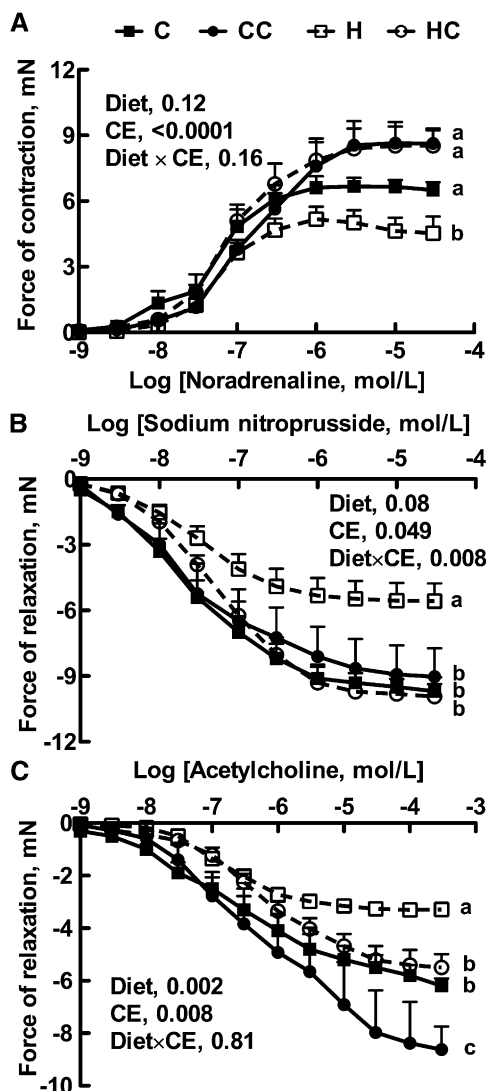 A
C CC H HC
12
9
6
3
0
Force of contraction, mN
Diet, 0.12
CE, <0.0001
Diet × CE, 0.16
a
a
a
b
-9 -8 -7 -6 -5 -4
Log [Noradrenaline, mol/L]
B
Log [Sodium nitroprusside, mol/L]
-9 -8 -7 -6 -5 -4
0
-3
-6
-9
-12
Force of relaxation, mN
Diet, 0.08
CE, 0.049
Diet×CE, 0.008
a
b
b
b
C
Log [Acetylcholine, mol/L]
-9 -8 -7 -6 -5 -4 -3
0
-2
-4
-6
-8
-10
Force of relaxation, mN
a
b
b
c
Diet, 0.002
CE, 0.008
Diet×CE, 0.81